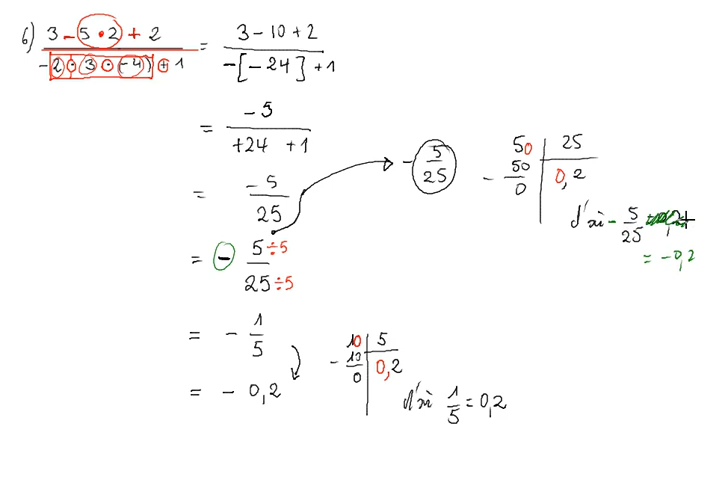 6) (3 - 5 • 2 + 2) / (-2 • 3 • (-4) + 1) = (3 - 10 + 2) / (-[-24] + 1)
= -5 / (+24 + 1)
= -5 / 25
→ - 5/25
= - (5 ÷5) / (25 ÷5)
= - 1/5
= - 0,2
50 | 25
- 50 | 0,2
0
d'où - 5/25
= -0,2
10 | 5
- 10 | 0,2
0
d'où 1/5 = 0,2